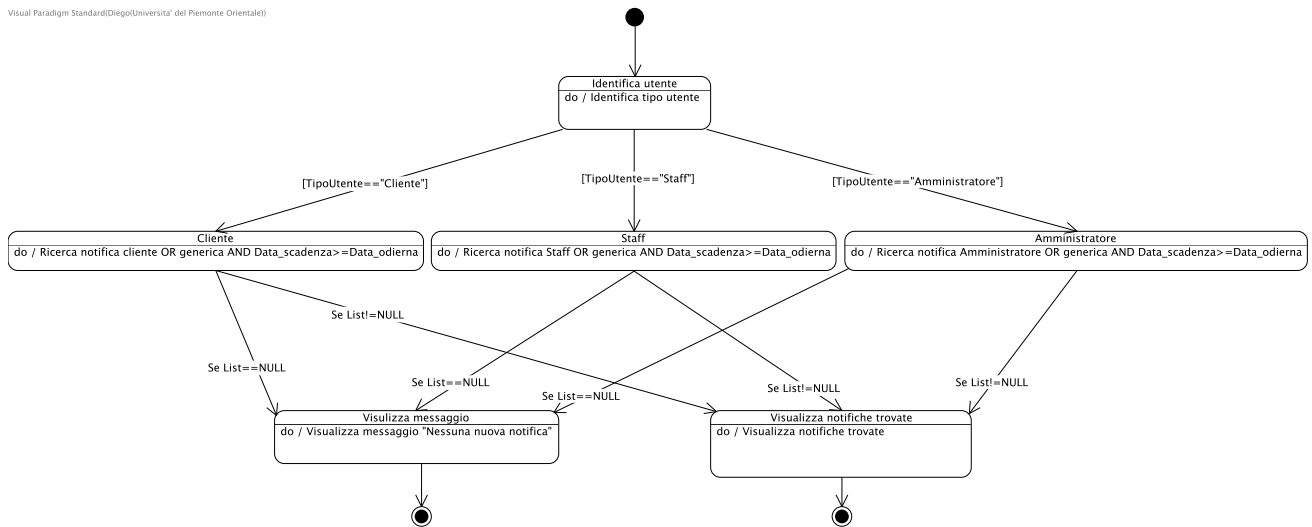 Visual Paradigm Standard(Diego(Universita' del Piemonte Orientale))
Identifica utente
do / Identifica tipo utente
[TipoUtente=="Cliente"]
[TipoUtente=="Staff"]
[TipoUtente=="Amministratore"]
Cliente
do / Ricerca notifica cliente OR generica AND Data_scadenza>=Data_odierna
Staff
do / Ricerca notifica Staff OR generica AND Data_scadenza>=Data_odierna
Amministratore
do / Ricerca notifica Amministratore OR generica AND Data_scadenza>=Data_odierna
Se List!=NULL
Se List==NULL
Se List==NULL
Se List==NULL
Se List!=NULL
Se List!=NULL
Visulizza messaggio
do / Visualizza messaggio "Nessuna nuova notifica"
Visualizza notifiche trovate
do / Visualizza notifiche trovate